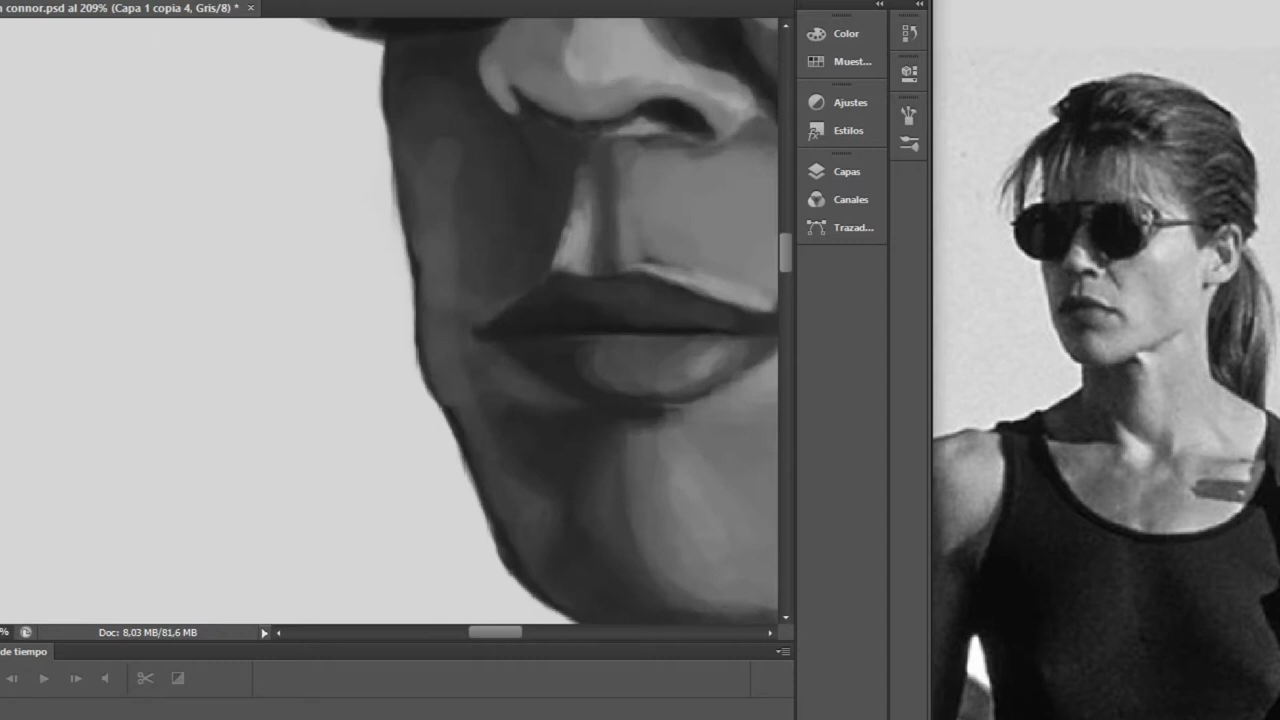 n connor.psd al 209% (Capa 1 copia 4, Gris/8) *
Color
Muest...
Ajustes
Estilos
Capas
Canales
Trazad...
% Doc: 8,03 MB/81,6 MB
de tiempo